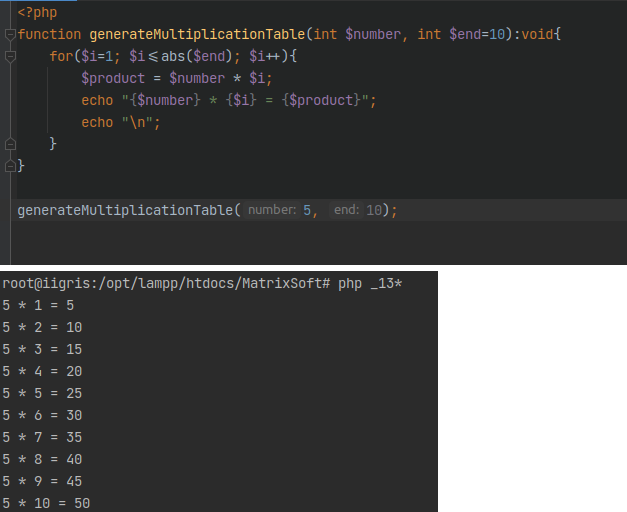 <?php
function generateMultiplicationTable(int $number, int $end=10):void{
    for($i=1; $i<=abs($end); $i++){
        $product = $number * $i;
        echo "{$number} * {$i} = {$product}";
        echo "\n";
    }
}
generateMultiplicationTable( number: 5, end: 10);
root@iigris:/opt/lampp/htdocs/MatrixSoft# php _13*
5 * 1 = 5
5 * 2 = 10
5 * 3 = 15
5 * 4 = 20
5 * 5 = 25
5 * 6 = 30
5 * 7 = 35
5 * 8 = 40
5 * 9 = 45
5 * 10 = 50